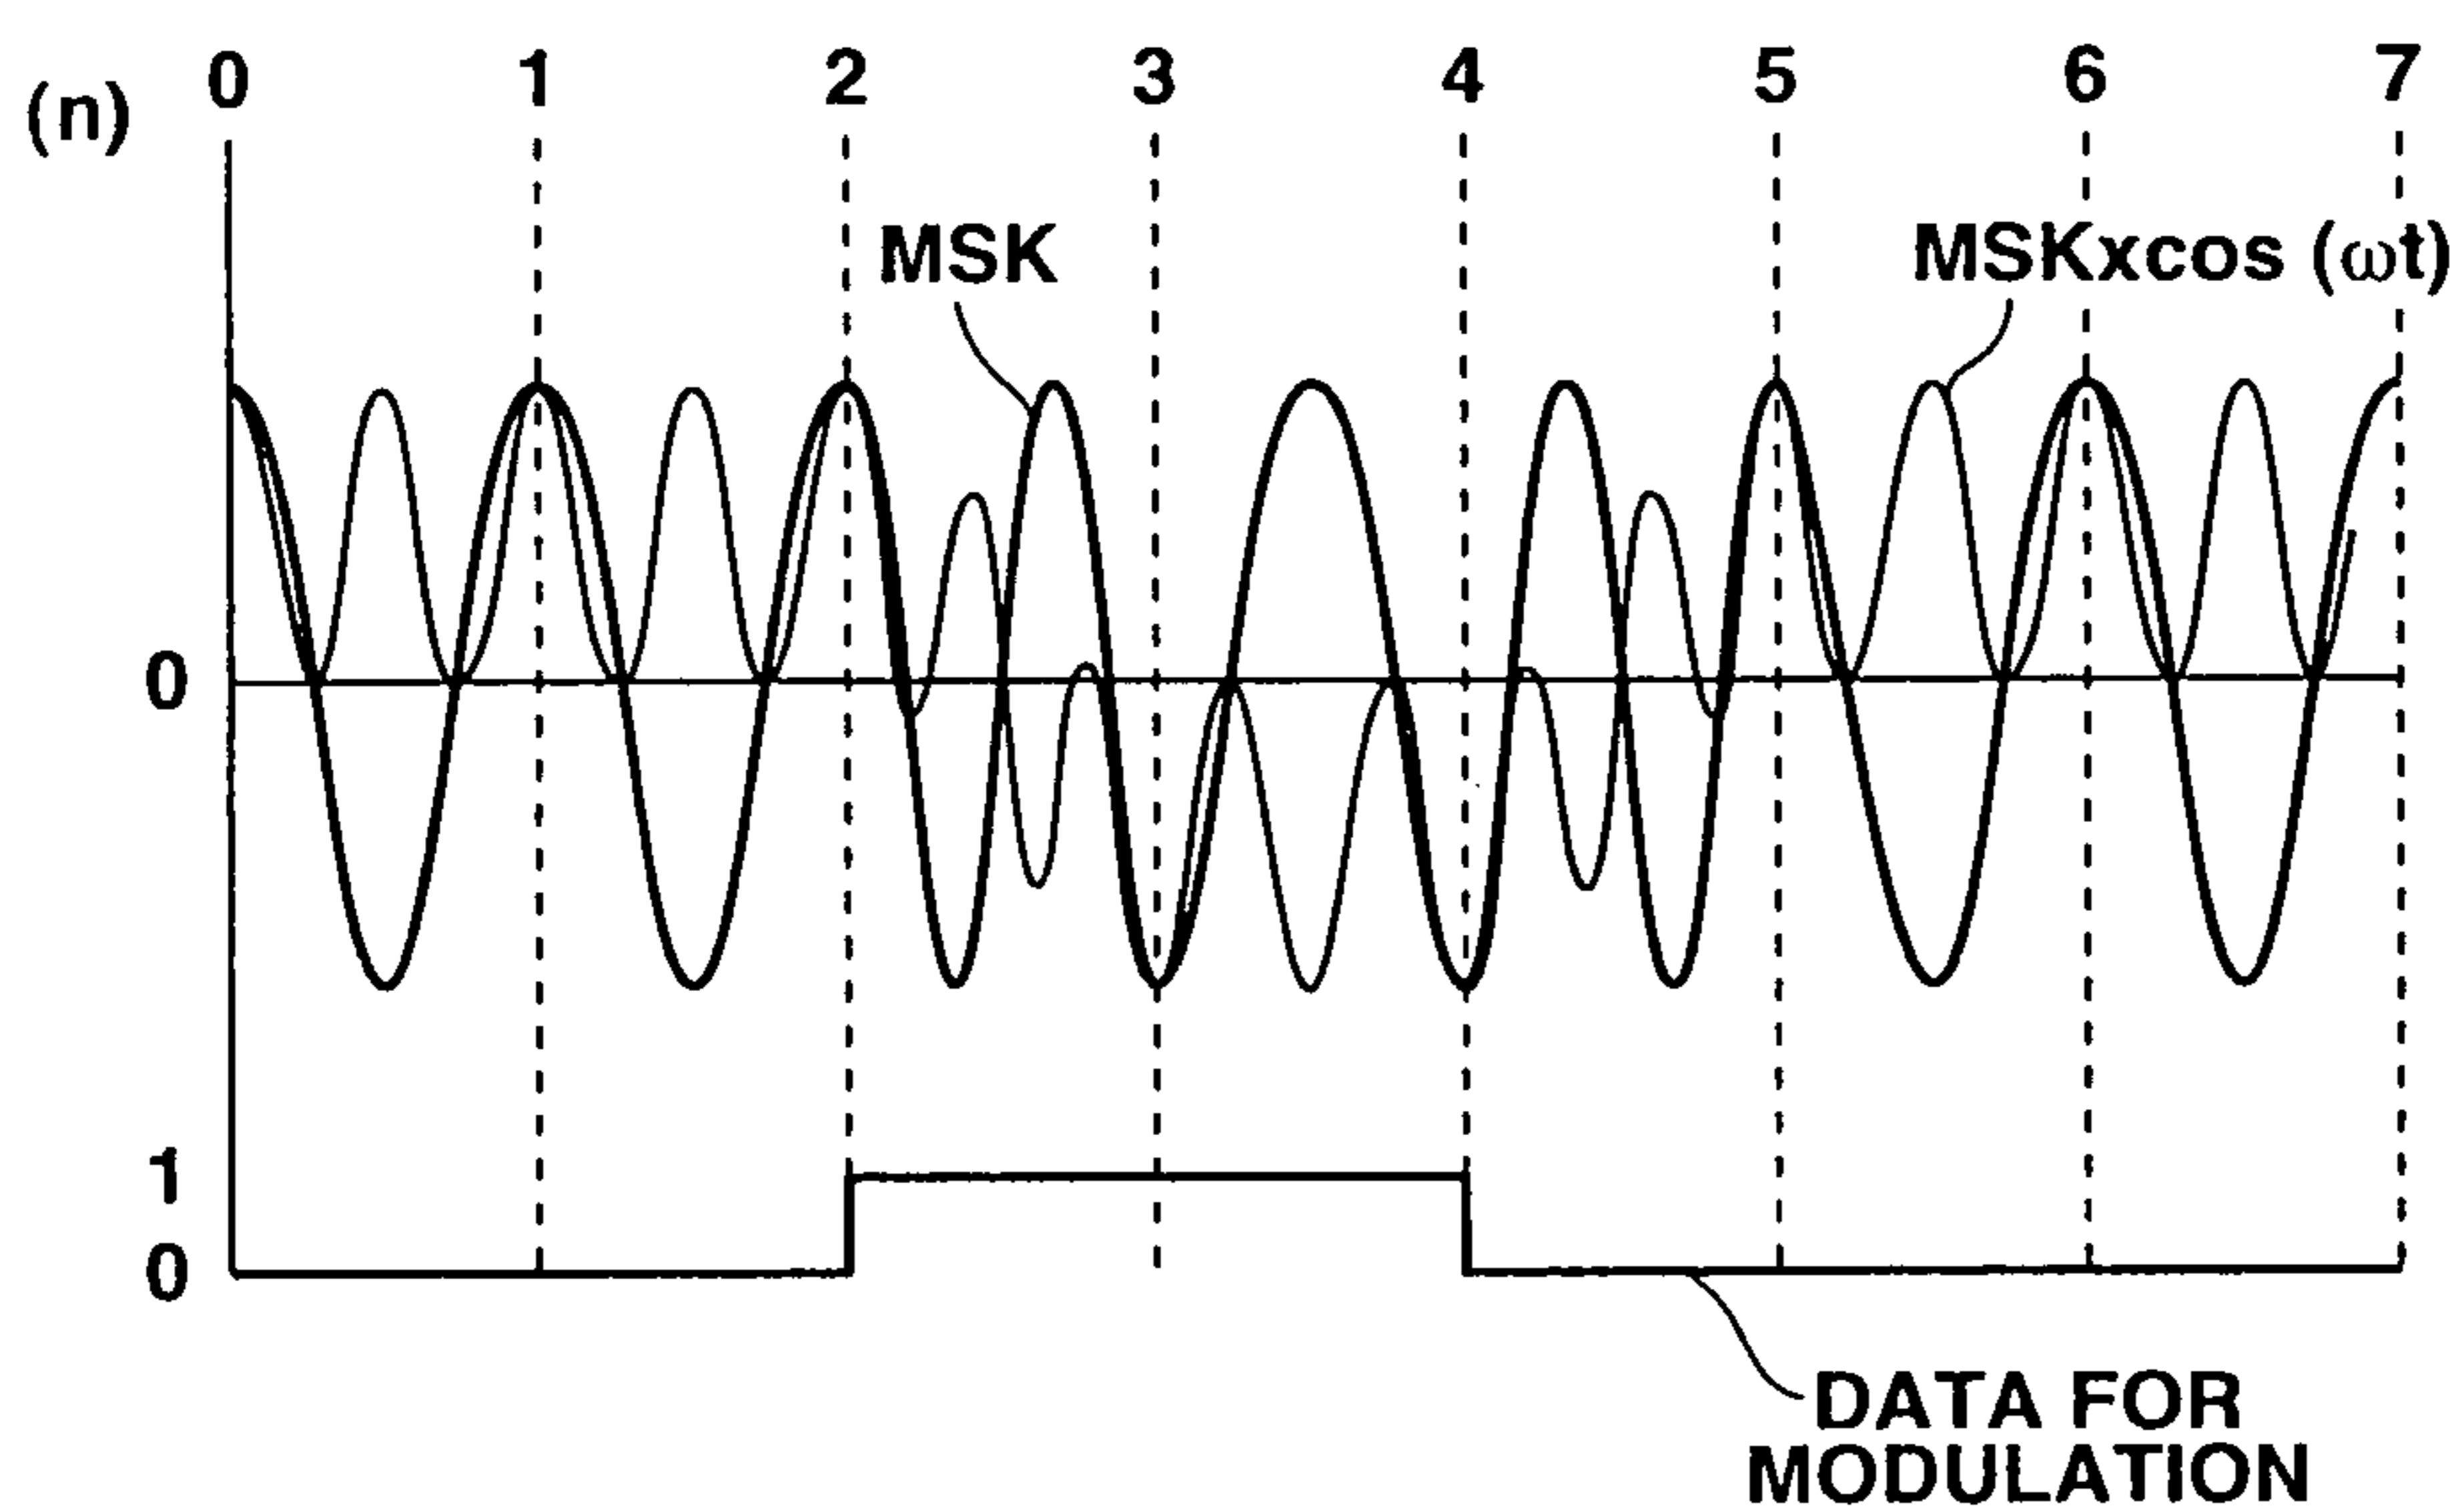 (n) 0 1 2 3 4 5 6 7
MSK MSKxcos (ωt)
0
1
0
DATA FOR
MODULATION